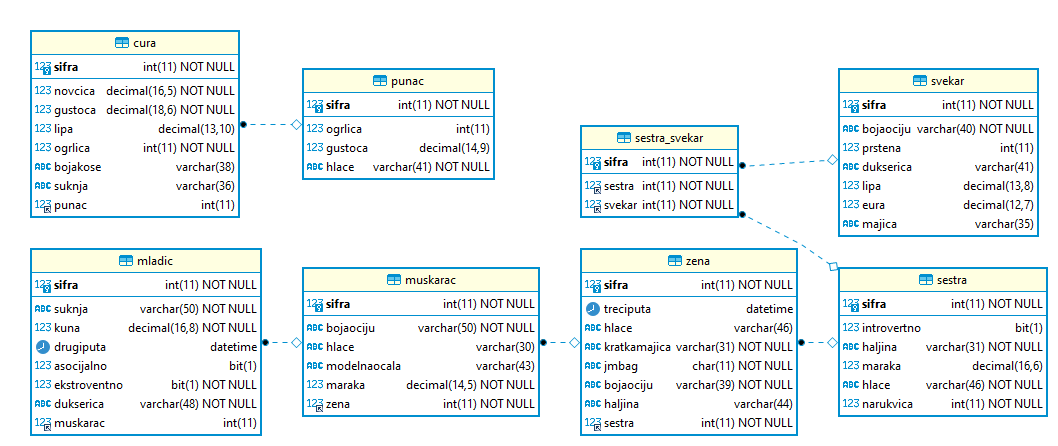 cura
123 sifra int(11) NOT NULL
123 novcica decimal(16,5) NOT NULL
123 gustoca decimal(18,6) NOT NULL
123 lipa decimal(13,10)
123 ogrlica int(11) NOT NULL
ABC bojakose varchar(38)
ABC suknja varchar(36)
123 punac int(11)
punac
123 sifra int(11) NOT NULL
123 ogrlica int(11)
123 gustoca decimal(14,9)
ABC hlace varchar(41) NOT NULL
sestra_svekar
123 sifra int(11) NOT NULL
123 sestra int(11) NOT NULL
123 svekar int(11) NOT NULL
svekar
123 sifra int(11) NOT NULL
ABC bojaociju varchar(40) NOT NULL
123 prstena int(11)
ABC dukserica varchar(41)
123 lipa decimal(13,8)
123 eura decimal(12,7)
ABC majica varchar(35)
mladic
123 sifra int(11) NOT NULL
ABC suknja varchar(50) NOT NULL
123 kuna decimal(16,8) NOT NULL
drugiputa datetime
123 asocijalno bit(1)
123 ekstroventno bit(1) NOT NULL
ABC dukserica varchar(48) NOT NULL
123 muskarac int(11)
muskarac
123 sifra int(11) NOT NULL
ABC bojaociju varchar(50) NOT NULL
ABC hlace varchar(30)
ABC modelnaocala varchar(43)
123 maraka decimal(14,5) NOT NULL
123 zena int(11) NOT NULL
zena
123 sifra int(11) NOT NULL
treciputa datetime
ABC hlace varchar(46)
ABC kratkamajica varchar(31) NOT NULL
ABC jmbag char(11) NOT NULL
ABC bojaociju varchar(39) NOT NULL
ABC haljina varchar(44)
123 sestra int(11) NOT NULL
sestra
123 sifra int(11) NOT NULL
123 introvertno bit(1)
ABC haljina varchar(31) NOT NULL
123 maraka decimal(16,6)
ABC hlace varchar(46) NOT NULL
123 narukvica int(11) NOT NULL